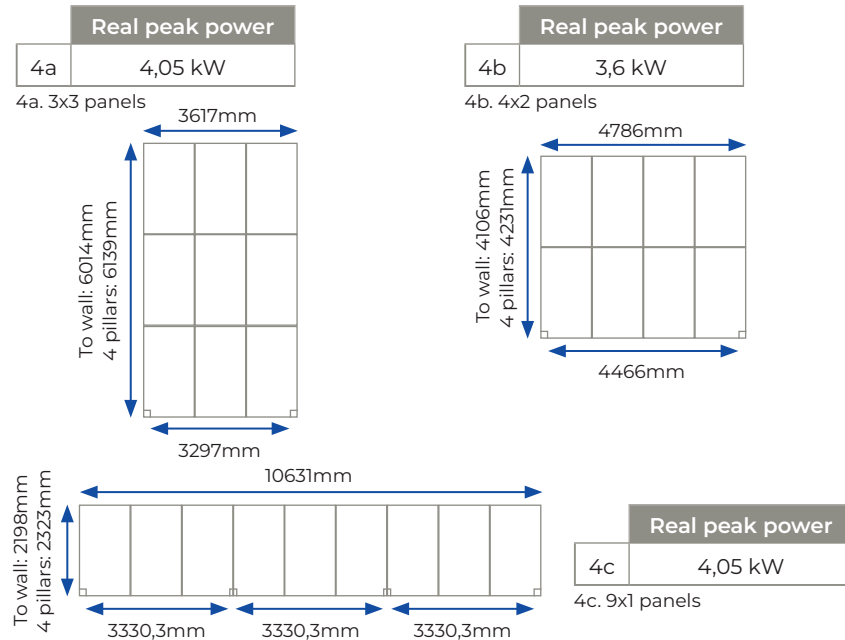 Real peak power
4a 4,05 kW
4a. 3x3 panels
3617mm
To wall: 6014mm
4 pillars: 6139mm
3297mm
Real peak power
4b 3,6 kW
4b. 4x2 panels
4786mm
To wall: 4106mm
4 pillars: 4231mm
4466mm
10631mm
To wall: 2198mm
4 pillars: 2323mm
3330,3mm 3330,3mm 3330,3mm
Real peak power
4c 4,05 kW
4c. 9x1 panels